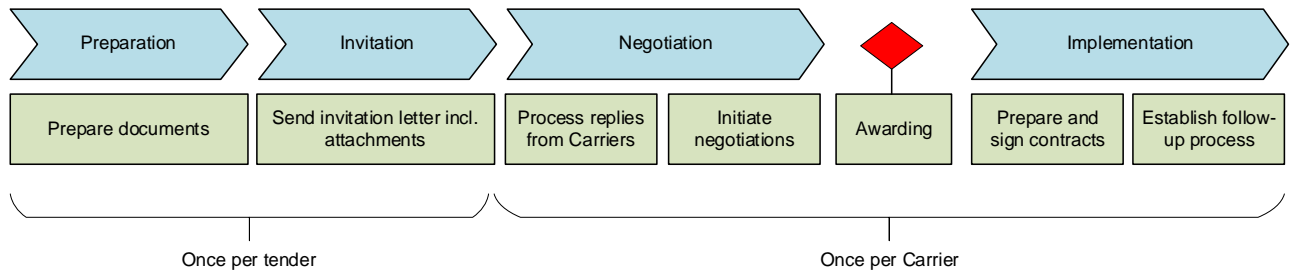 Preparation
Invitation
Negotiation
Implementation
Prepare documents
Send invitation letter incl.
attachments
Process replies
from Carriers
Initiate
negotiations
Awarding
Prepare and
sign contracts
Establish follow-
up process
Once per tender
Once per Carrier